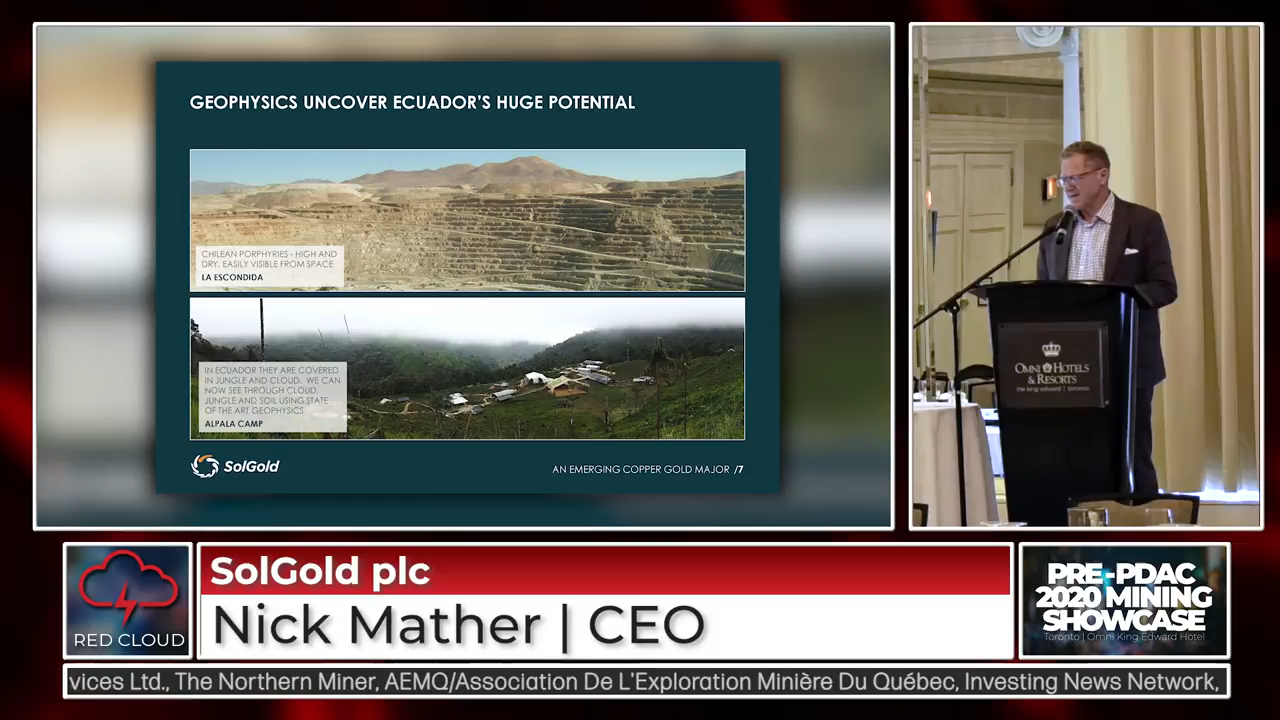 GEOPHYSICS UNCOVER ECUADOR'S HUGE POTENTIAL
CHILEAN PORPHYRIES - HIGH AND
DRY. EASILY VISIBLE FROM SPACE
LA ESCONDIDA
IN ECUADOR THEY ARE COVERED
IN JUNGLE AND CLOUD. WE CAN
NOW SEE THROUGH CLOUD,
JUNGLE AND SOIL USING STATE
OF THE ART GEOPHYSICS
ALPALA CAMP
SolGold
AN EMERGING COPPER GOLD MAJOR /7
OMNI HOTELS
& RESORTS
the king edward | toronto
RED CLOUD
SolGold plc
Nick Mather | CEO
PRE-PDAC
2020 MINING
SHOWCASE
Toronto | Omni King Edward Hotel
vices Ltd., The Northern Miner, AEMQ/Association De L'Exploration Minière Du Québec, Investing News Network,